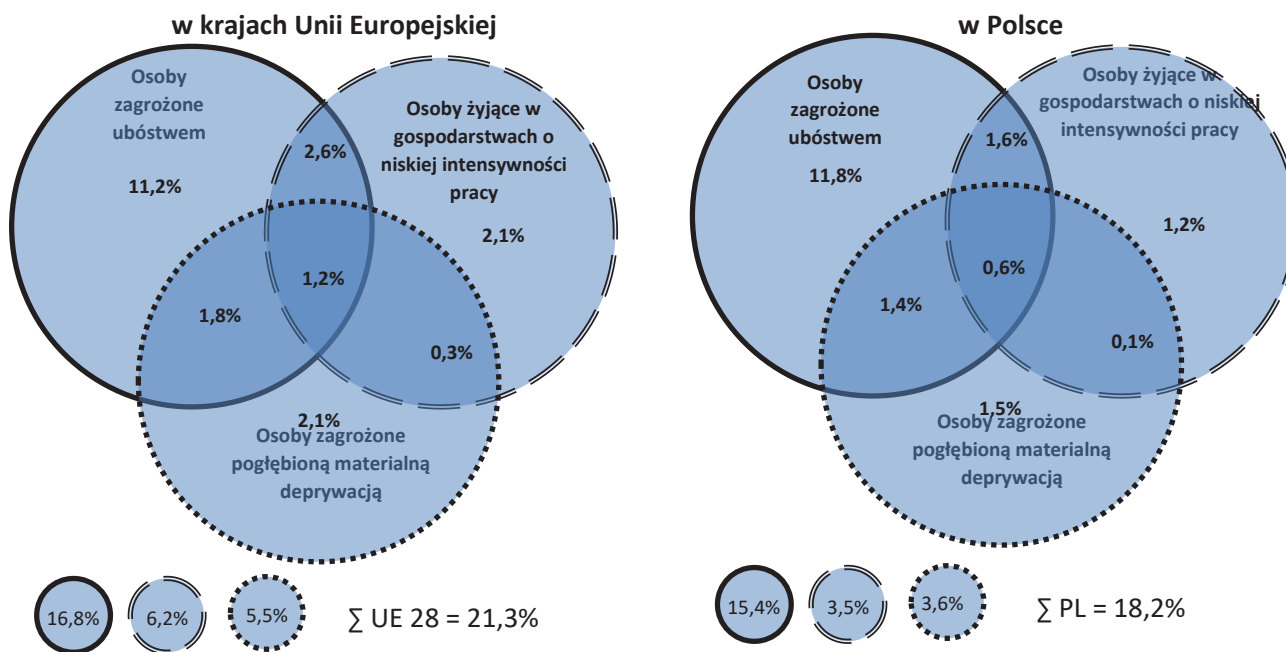 w krajach Unii Europejskiej
Osoby
zagrożone
ubóstwem
11,2%
2,6%
Osoby żyjące w
gospodarstwach o
niskiej intensywności
pracy
2,1%
1,2%
1,8%
0,3%
2,1%
Osoby zagrożone
pogłębioną materialną
deprywacją
16,8%
6,2%
5,5%
∑ UE 28 = 21,3%
w Polsce
Osoby
zagrożone
ubóstwem
11,8%
1,6%
Osoby żyjące w
gospodarstwach o niskiej
intensywności pracy
1,2%
0,6%
1,4%
0,1%
1,5%
Osoby zagrożone
pogłębioną materialną
deprywacją
15,4%
3,5%
3,6%
∑ PL = 18,2%